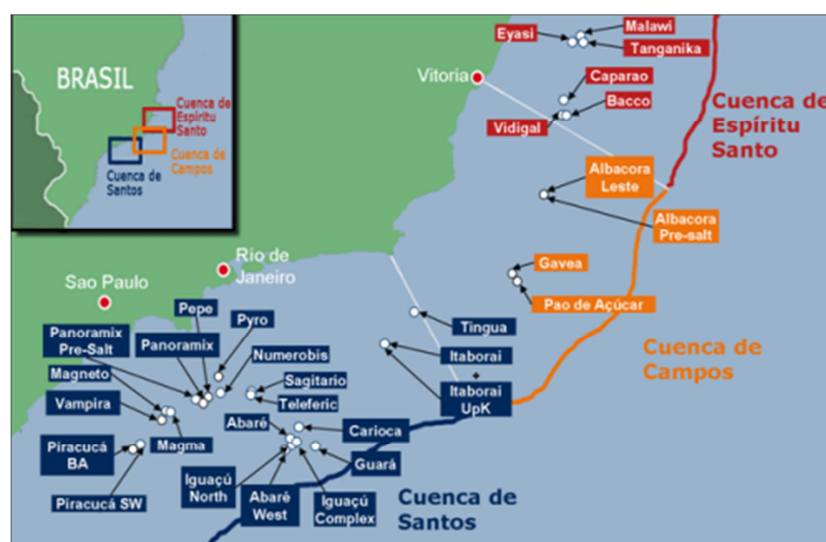 BRASIL
Cuenca de
Espíritu
Santo
Cuenca de
Campos
Cuenca de
Santos
Eyasi
Malawi
Tanganika
Vitoria
Caparao
Bacco
Vidigal
Cuenca de
Espíritu
Santo
Albacora
Leste
Albacora
Pre-salt
Gavea
Pao de Açúcar
Rio de
Janeiro
Sao Paulo
Pepe
Pyro
Panoramix
Pre-Salt
Panoramix
Numerobis
Magneto
Sagitario
Vampira
Teleferic
Tingua
Itaborai
+
Itaborai
UpK
Cuenca de
Campos
Abaré
Carioca
Magma
Piracucá
BA
Guará
Piracucá SW
Iguaçú
North
Abaré
West
Iguaçú
Complex
Cuenca de
Santos